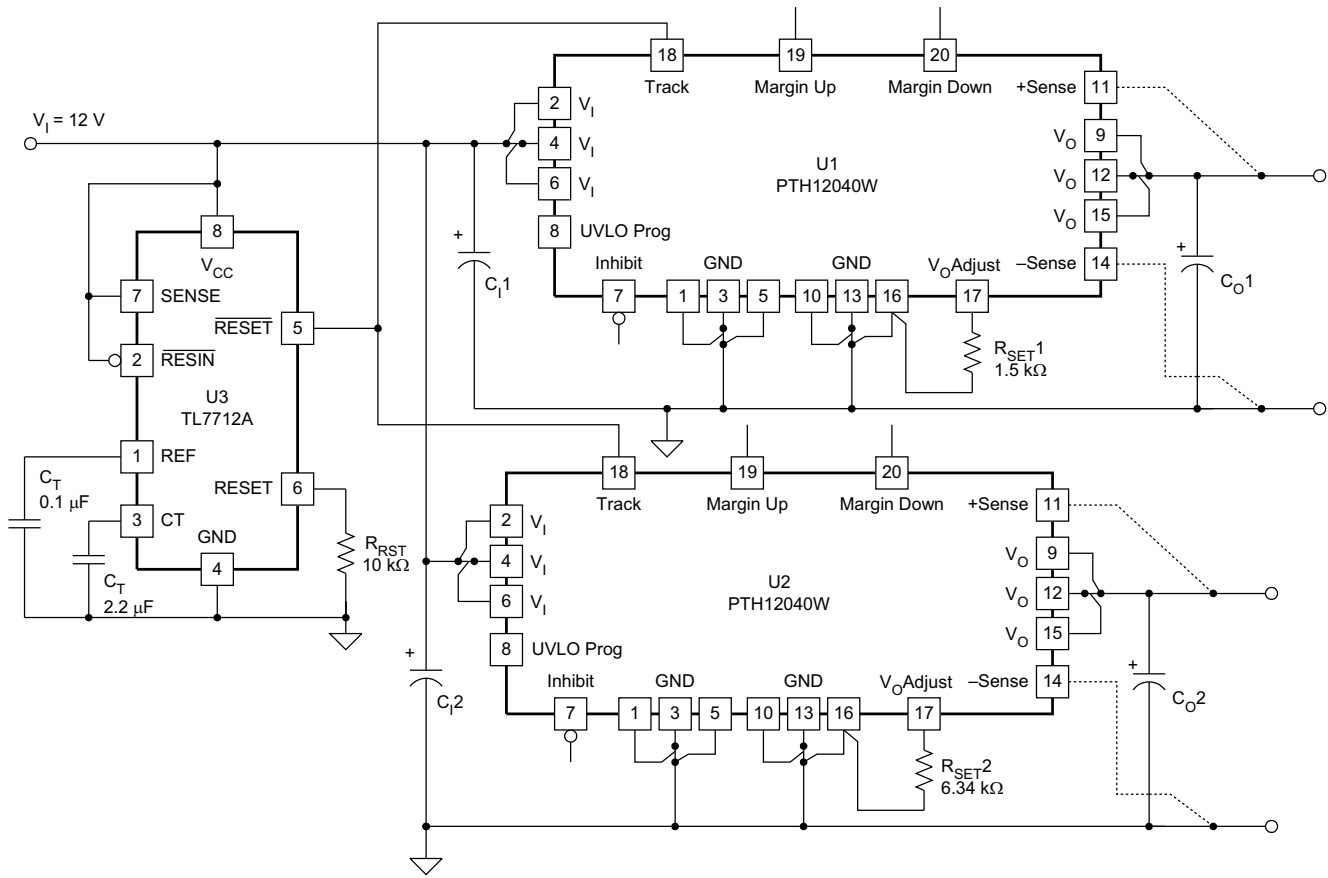 V_I = 12 V
8
V_CC
7
SENSE
2
RESIN
RESET
5
U3
TL7712A
1
REF
RESET
6
3
CT
GND
4
C_T
0.1 μF
C_T
2.2 μF
R_RST
10 kΩ
18
Track
19
Margin Up
20
Margin Down
2
V_I
4
V_I
6
V_I
8
UVLO Prog
U1
PTH12040W
+Sense
11
V_O
9
V_O
12
V_O
15
–Sense
14
Inhibit
7
GND
1
3
5
GND
10
13
16
V_OAdjust
17
R_SET1
1.5 kΩ
+
C_I1
+
C_O1
18
Track
19
Margin Up
20
Margin Down
2
V_I
4
V_I
6
V_I
8
UVLO Prog
U2
PTH12040W
+Sense
11
V_O
9
V_O
12
V_O
15
–Sense
14
Inhibit
7
GND
1
3
5
GND
10
13
16
V_OAdjust
17
R_SET2
6.34 kΩ
+
C_I2
+
C_O2